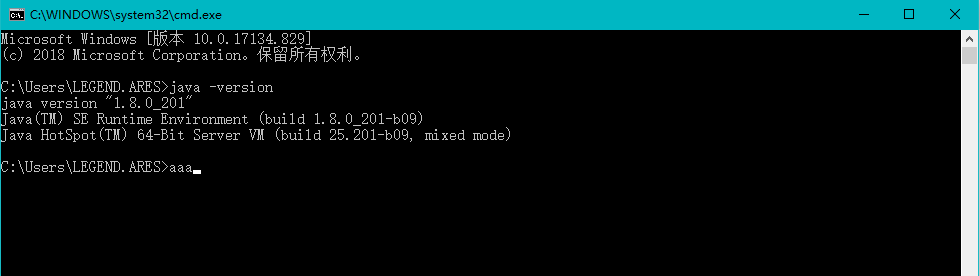 C:\WINDOWS\system32\cmd.exe
Microsoft Windows [版本 10.0.17134.829]
(c) 2018 Microsoft Corporation。保留所有权利。
C:\Users\LEGEND.ARES>java -version
java version "1.8.0_201"
Java(TM) SE Runtime Environment (build 1.8.0_201-b09)
Java HotSpot(TM) 64-Bit Server VM (build 25.201-b09, mixed mode)
C:\Users\LEGEND.ARES>aaa